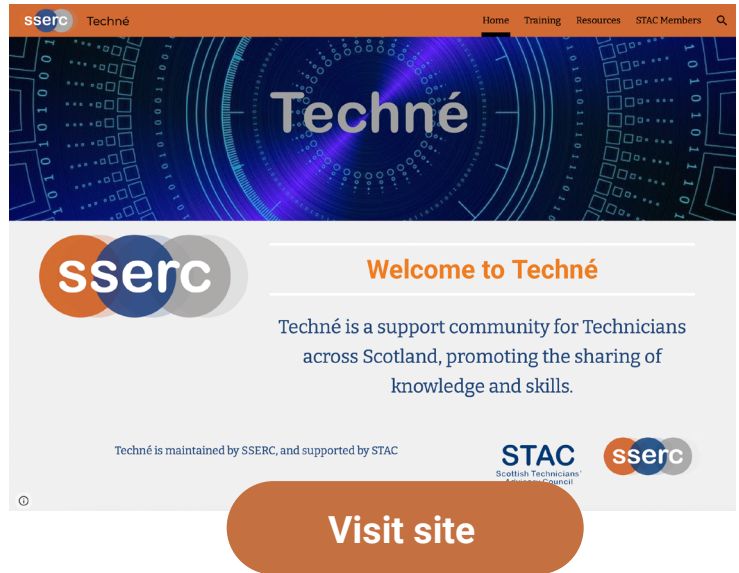 sserc Techné Home Training Resources STAC Members
Techné
sserc
Welcome to Techné
Techné is a support community for Technicians
across Scotland, promoting the sharing of
knowledge and skills.
Techné is maintained by SSERC, and supported by STAC
STAC
Scottish Technicians'
Advisory Council
sserc
Visit site